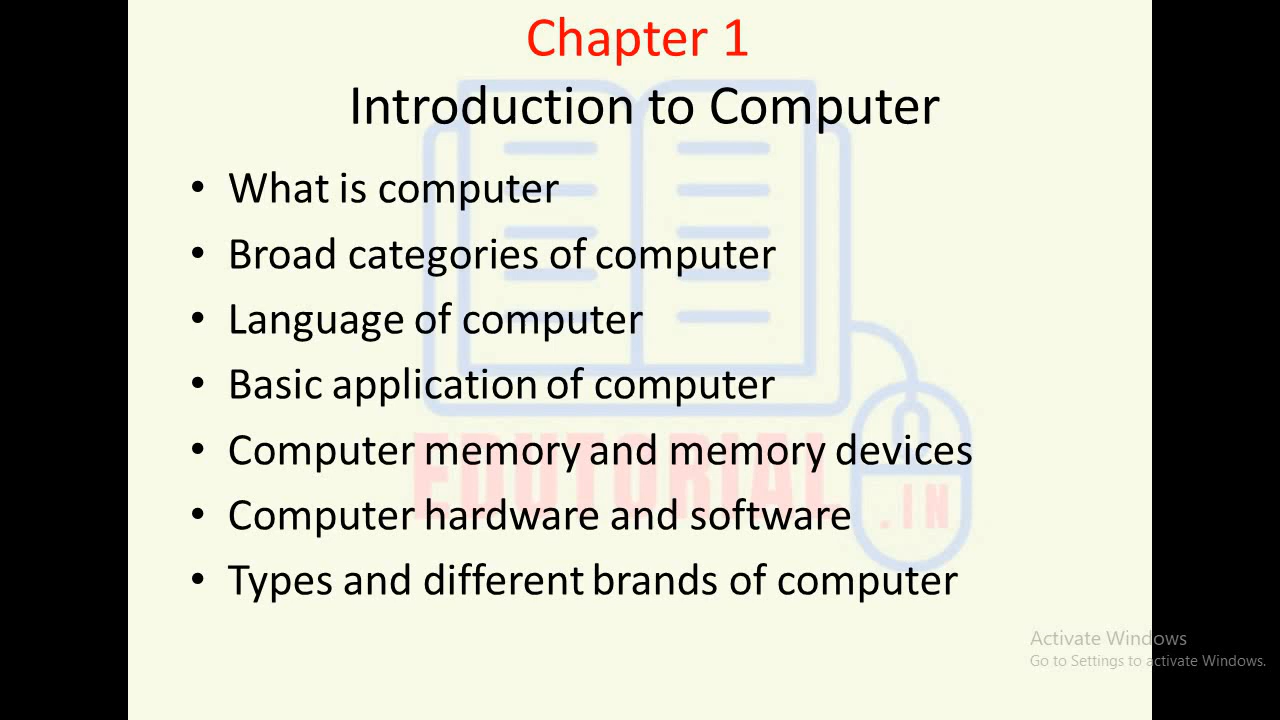 Chapter 1
Introduction to Computer
• What is computer
• Broad categories of computer
• Language of computer
• Basic application of computer
• Computer memory and memory devices
• Computer hardware and software
• Types and different brands of computer
EDUTORIAL
.IN
Activate Windows
Go to Settings to activate Windows.